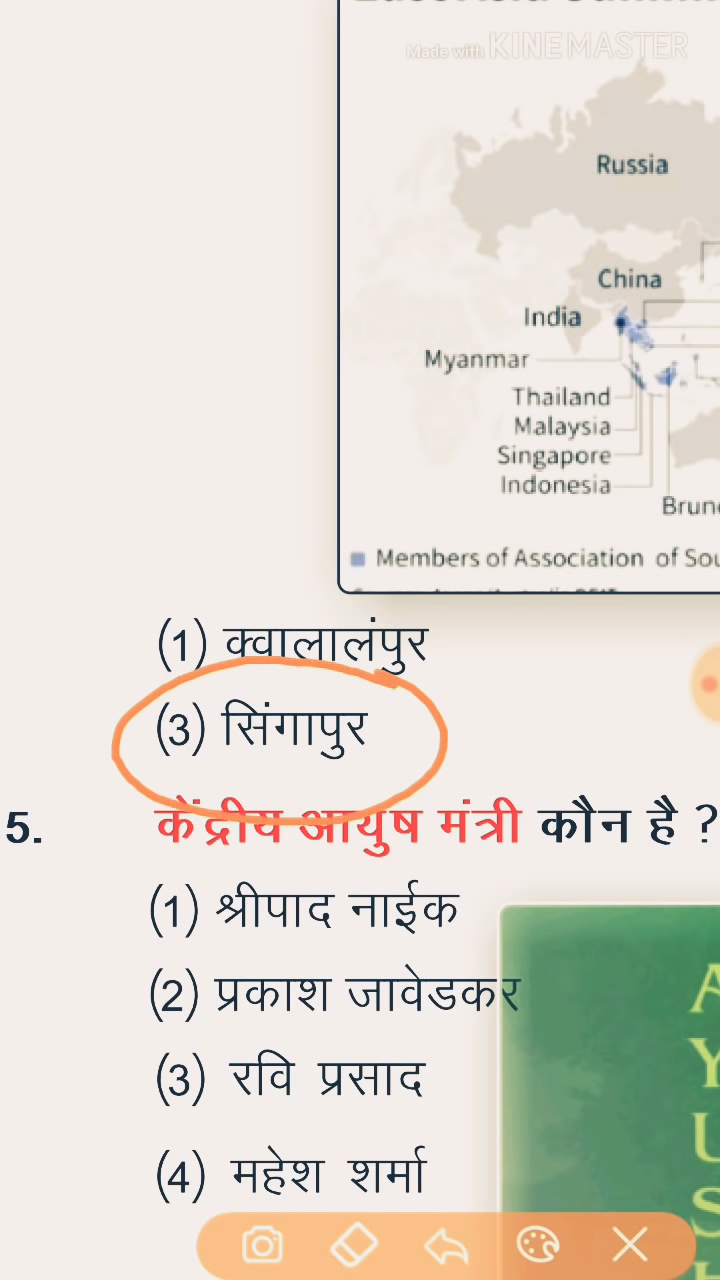 Made with KINEMASTER
Russia
China
India
Myanmar
Thailand
Malaysia
Singapore
Indonesia
Members of Association of
(1) क्वालालंपुर
(3) सिंगापुर
5. केंद्रीय आयुष मंत्री कौन है ?
(1) श्रीपाद नाईक
(2) प्रकाश जावेडकर
(3) रवि प्रसाद
(4) महेश शर्मा
A
Y
U
S